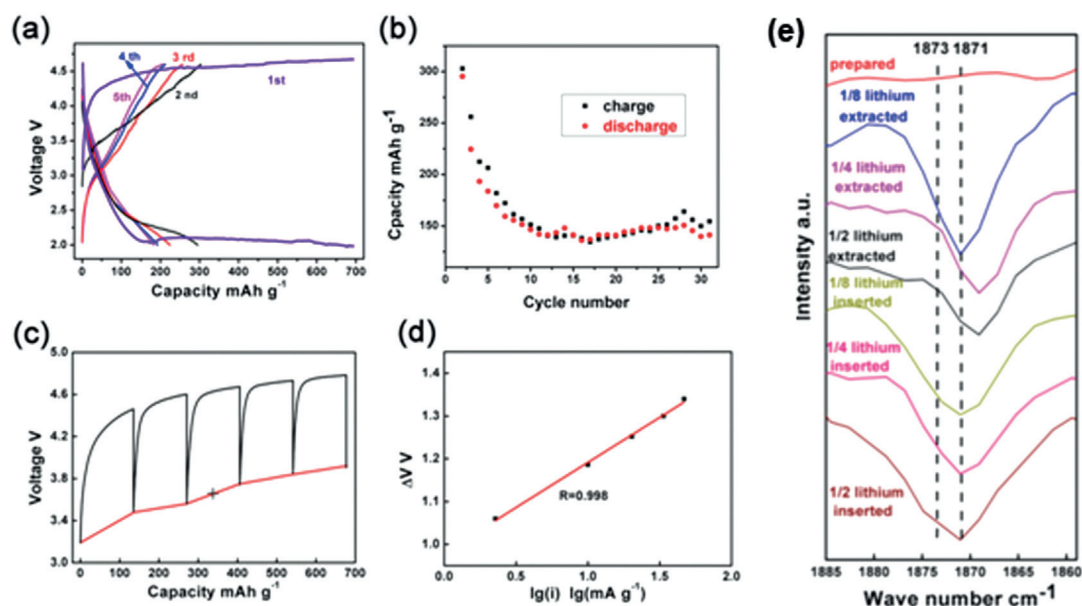 (a)
4 th
3 rd
1st
5th
2 nd
Voltage V
4.5
4.0
3.5
3.0
2.5
2.0
0 100 200 300 400 500 600 700
Capacity mAh g-1
(b)
Cpacity mAh g-1
300
250
200
150
100
charge
discharge
0 5 10 15 20 25 30
Cycle number
(c)
Voltage V
5.0
4.6
4.2
3.8
3.4
3.0
0 100 200 300 400 500 600 700
Capacity mAh g-1
(d)
ΔV V
1.4
1.3
1.2
1.1
1.0
R=0.998
0.0 0.5 1.0 1.5 2.0
lg(i) lg(mA g-1)
(e)
1873 1871
Intensity a.u.
prepared
1/8 lithium
extracted
1/4 lithium
extracted
1/2 lithium
extracted
1/8 lithium
inserted
1/4 lithium
inserted
1/2 lithium
inserted
1885 1880 1875 1870 1865 1860
Wave number cm-1